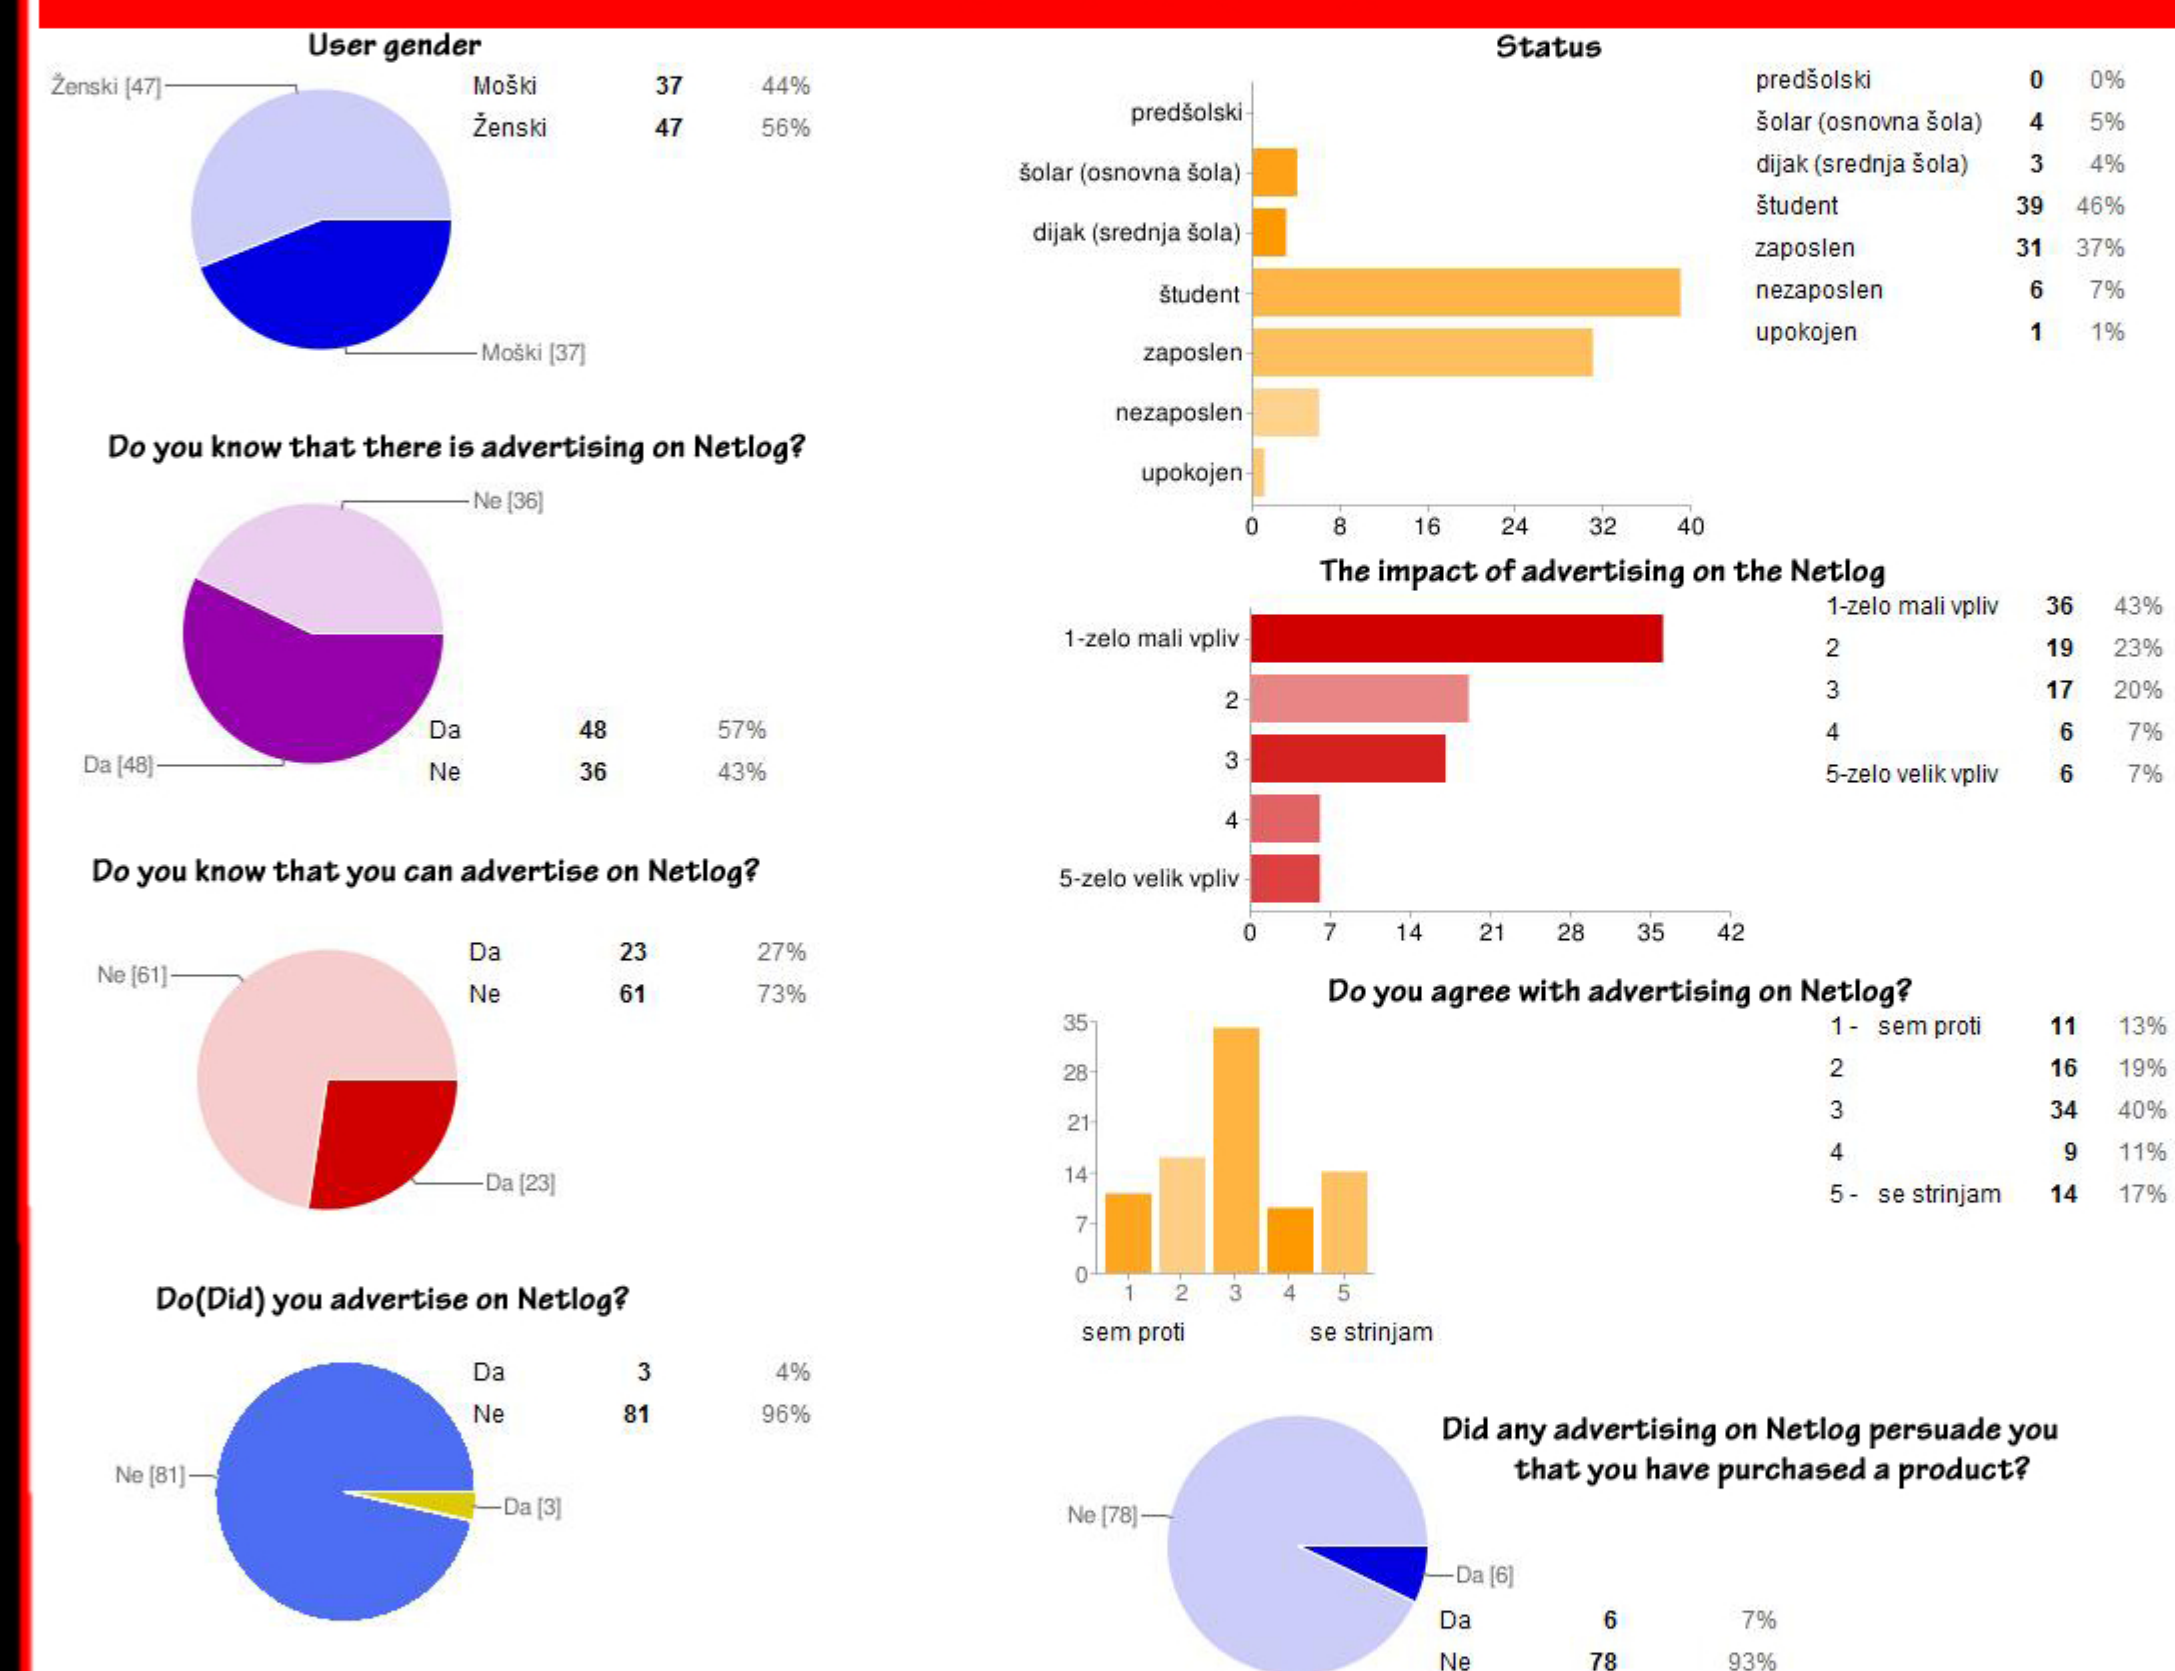 User gender
Ženski [47]
Moški 37 44%
Ženski 47 56%
Moški [37]
Do you know that there is advertising on Netlog?
Ne [36]
Da 48 57%
Da [48]
Ne 36 43%
Do you know that you can advertise on Netlog?
Da 23 27%
Ne [61]
Ne 61 73%
Da [23]
Do(Did) you advertise on Netlog?
Da 3 4%
Ne 81 96%
Ne [81]
Da [3]
Status
predšolski
šolar (osnovna šola)
dijak (srednja šola)
študent
zaposlen
nezaposlen
upokojen
0 8 16 24 32 40
predšolski 0 0%
šolar (osnovna šola) 4 5%
dijak (srednja šola) 3 4%
študent 39 46%
zaposlen 31 37%
nezaposlen 6 7%
upokojen 1 1%
The impact of advertising on the Netlog
1-zelo mali vpliv
2
3
4
5-zelo velik vpliv
0 7 14 21 28 35 42
1-zelo mali vpliv 36 43%
2 19 23%
3 17 20%
4 6 7%
5-zelo velik vpliv 6 7%
Do you agree with advertising on Netlog?
35
28
21
14
7
0
1 2 3 4 5
sem proti se strinjam
1 - sem proti 11 13%
2 16 19%
3 34 40%
4 9 11%
5 - se strinjam 14 17%
Did any advertising on Netlog persuade you
that you have purchased a product?
Ne [78]
Da [6]
Da 6 7%
Ne 78 93%